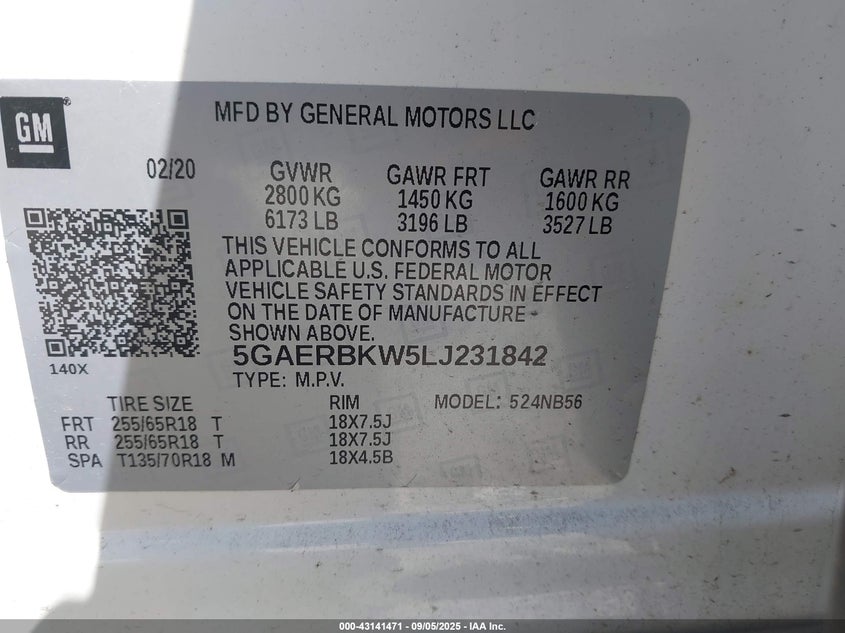 GM
MFD BY GENERAL MOTORS LLC
02/20 GVWR GAWR FRT GAWR RR
2800 KG 1450 KG 1600 KG
6173 LB 3196 LB 3527 LB
THIS VEHICLE CONFORMS TO ALL
APPLICABLE U.S. FEDERAL MOTOR
VEHICLE SAFETY STANDARDS IN EFFECT
ON THE DATE OF MANUFACTURE
SHOWN ABOVE.
5GAERBKW5LJ231842
140X
TYPE: M.P.V.
TIRE SIZE RIM MODEL: 524NB56
FRT 255/65R18 T 18X7.5J
RR 255/65R18 T 18X7.5J
SPA T135/70R18 M 18X4.5B
000-43141471 - 09/05/2025 - IAA Inc.